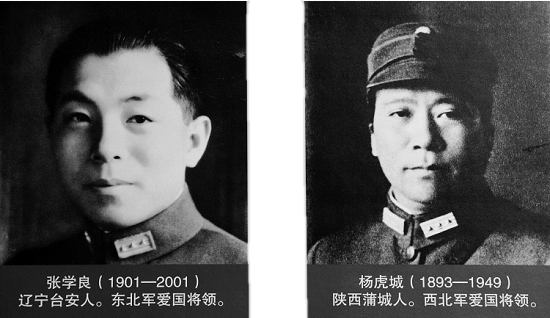 张学良（1901—2001）
辽宁台安人。东北军爱国将领。
杨虎城（1893—1949）
陕西蒲城人。西北军爱国将领。